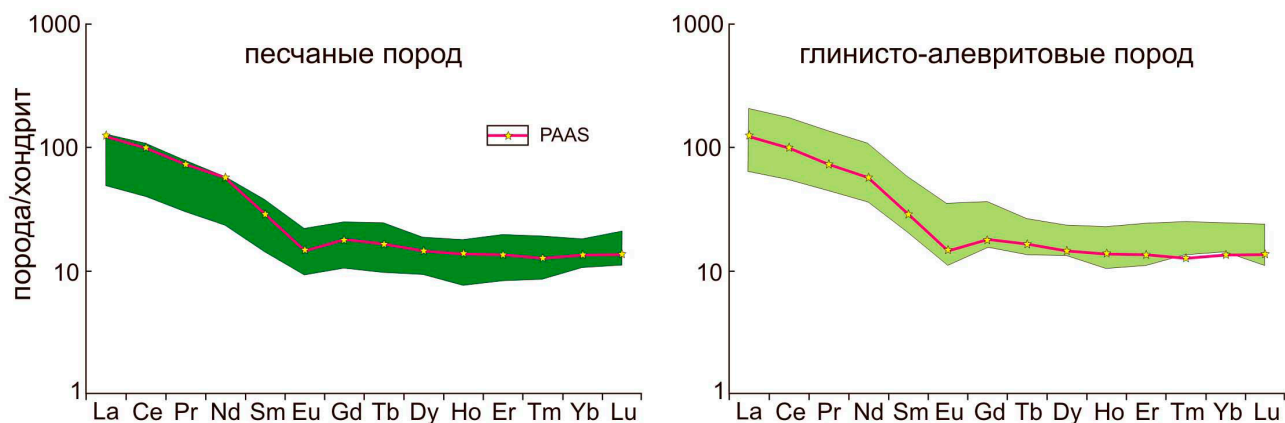 порода/хондрит
1000
100
10
1
песчаные пород
PAAS
La Ce Pr Nd Sm Eu Gd Tb Dy Ho Er Tm Yb Lu
1000
100
10
1
глинисто-алевритовые пород
La Ce Pr Nd Sm Eu Gd Tb Dy Ho Er Tm Yb Lu